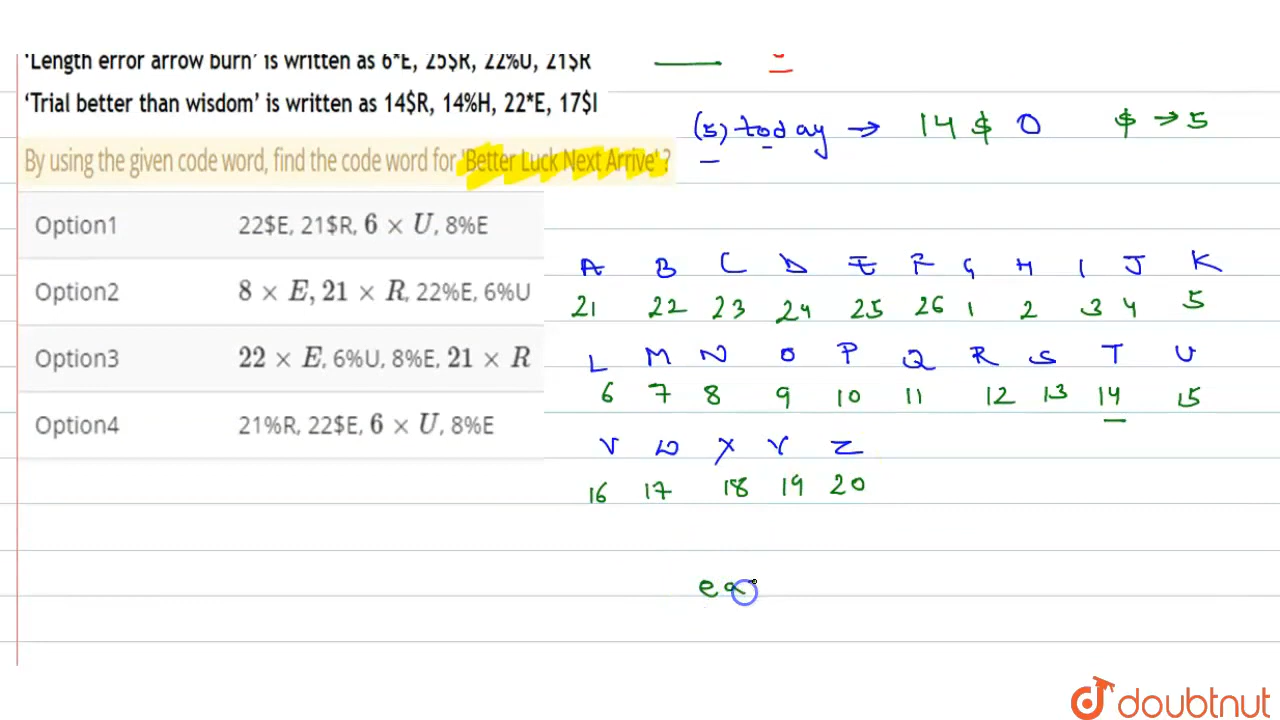 ‘Length error arrow burn’ is written as 6*E, 25$R, 22%U, 21$R
‘Trial better than wisdom’ is written as 14$R, 14%H, 22*E, 17$I
By using the given code word, find the code word for 'Better Luck Next Arrive' ?
Option1 22$E, 21$R, 6 × U, 8%E
Option2 8 × E, 21 × R, 22%E, 6%U
Option3 22 × E, 6%U, 8%E, 21 × R
Option4 21%R, 22$E, 6 × U, 8%E
(5) today → 14 $ O $ → 5
A B C D E F G H I J K
21 22 23 24 25 26 1 2 3 4 5
L M N O P Q R S T U
6 7 8 9 10 11 12 13 14 15
V W X Y Z
16 17 18 19 20
ea
doubtnut